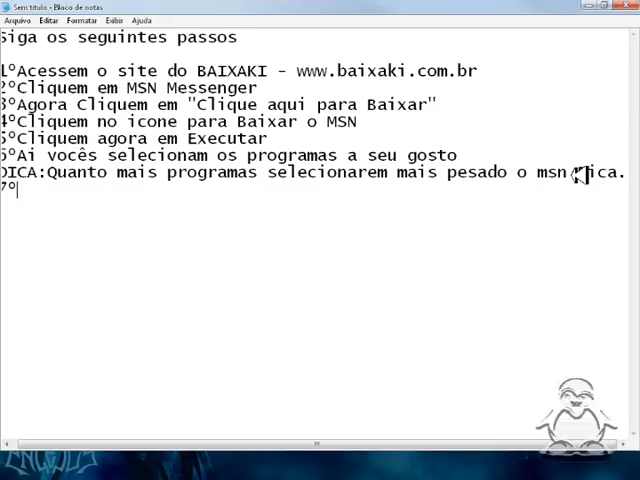 Sem título - Bloco de notas
Arquivo Editar Formatar Exibir Ajuda
Siga os seguintes passos
1ºAcessem o site do BAIXAKI - www.baixaki.com.br
2ºCliquem em MSN Messenger
3ºAgora Cliquem em "Clique aqui para Baixar"
4ºCliquem no icone para Baixar o MSN
5ºCliquem agora em Executar
6ºAi vocês selecionam os programas a seu gosto
DICA:Quanto mais programas selecionarem mais pesado o msn
7º